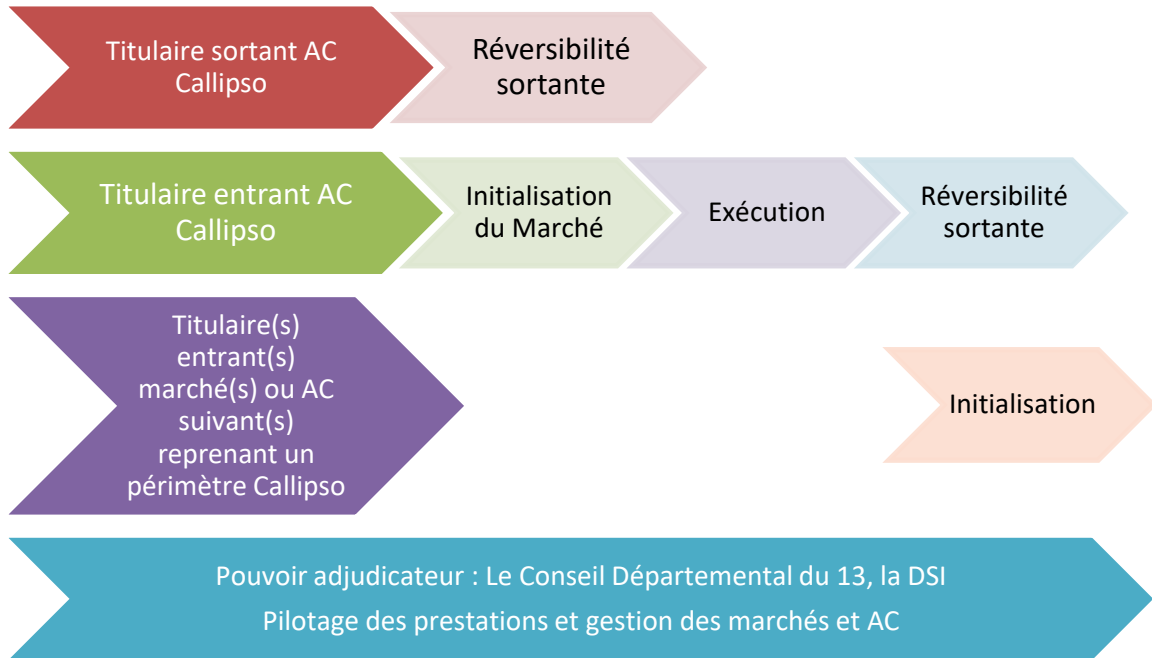 Titulaire sortant AC
Callipso
Réversibilité
sortante
Titulaire entrant AC
Callipso
Initialisation
du Marché
Exécution
Réversibilité
sortante
Titulaire(s)
entrant(s)
marché(s) ou AC
suivant(s)
reprenant un
périmètre Callipso
Initialisation
Pouvoir adjudicateur : Le Conseil Départemental du 13, la DSI
Pilotage des prestations et gestion des marchés et AC